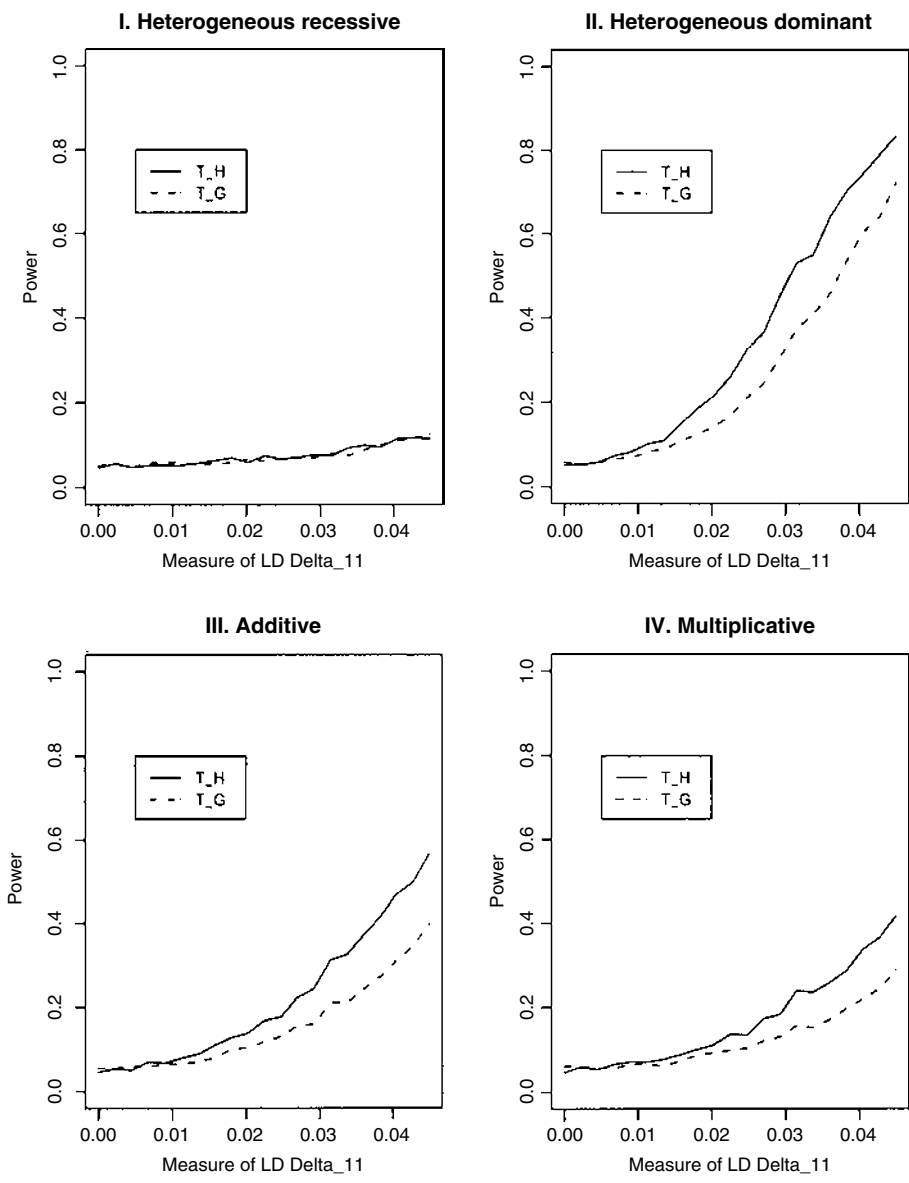 I. Heterogeneous recessive
1.0
0.8
0.6
0.4
0.2
0.0
Power
T_H
T_G
0.00 0.01 0.02 0.03 0.04
Measure of LD Delta_11
II. Heterogeneous dominant
1.0
0.8
0.6
0.4
0.2
0.0
Power
T_H
T_G
0.00 0.01 0.02 0.03 0.04
Measure of LD Delta_11
III. Additive
1.0
0.8
0.6
0.4
0.2
0.0
Power
T_H
T_G
0.00 0.01 0.02 0.03 0.04
Measure of LD Delta_11
IV. Multiplicative
1.0
0.8
0.6
0.4
0.2
0.0
Power
T_H
T_G
0.00 0.01 0.02 0.03 0.04
Measure of LD Delta_11